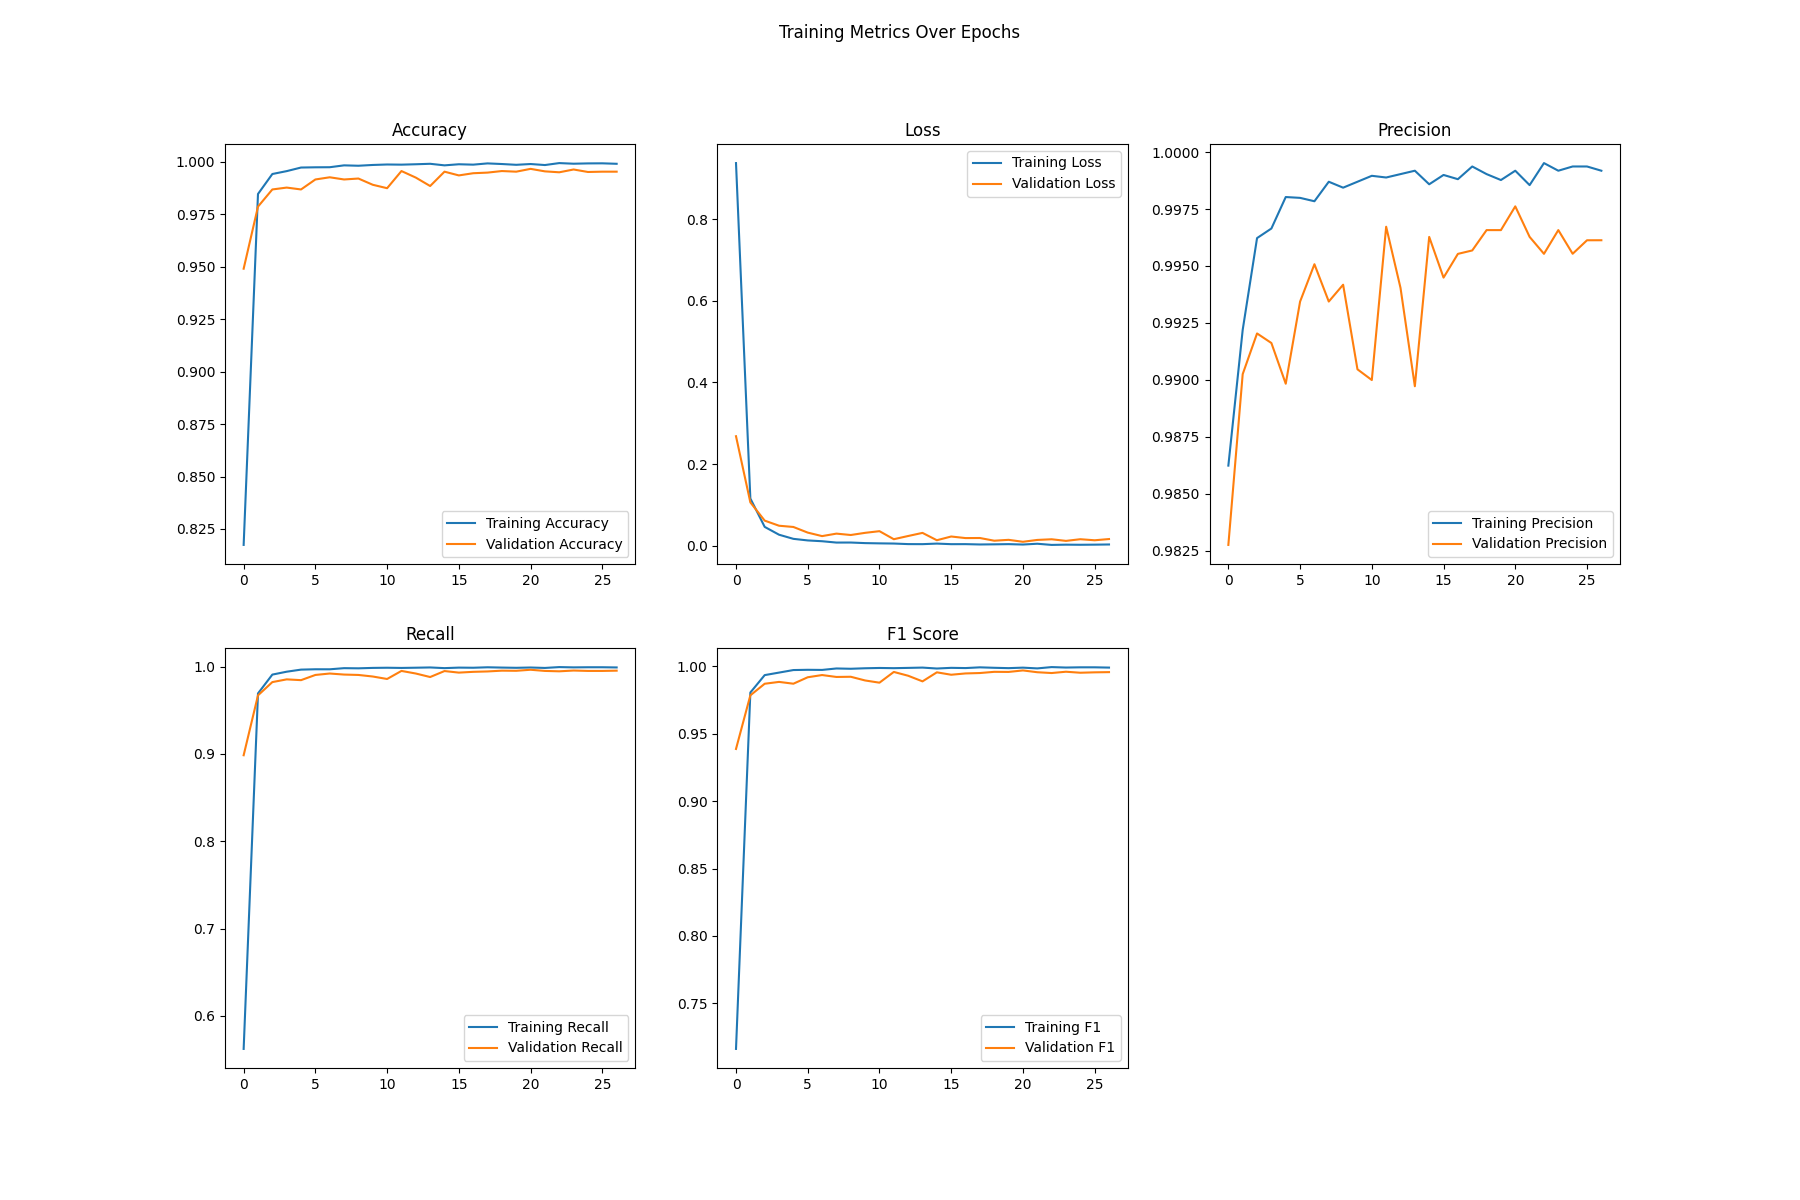 Training Metrics Over Epochs
Accuracy
1.000
0.975
0.950
0.925
0.900
0.875
0.850
0.825
0 5 10 15 20 25
Training Accuracy
Validation Accuracy
Loss
0.8
0.6
0.4
0.2
0.0
0 5 10 15 20 25
Training Loss
Validation Loss
Precision
1.0000
0.9975
0.9950
0.9925
0.9900
0.9875
0.9850
0.9825
0 5 10 15 20 25
Training Precision
Validation Precision
Recall
1.0
0.9
0.8
0.7
0.6
0 5 10 15 20 25
Training Recall
Validation Recall
F1 Score
1.00
0.95
0.90
0.85
0.80
0.75
0 5 10 15 20 25
Training F1
Validation F1